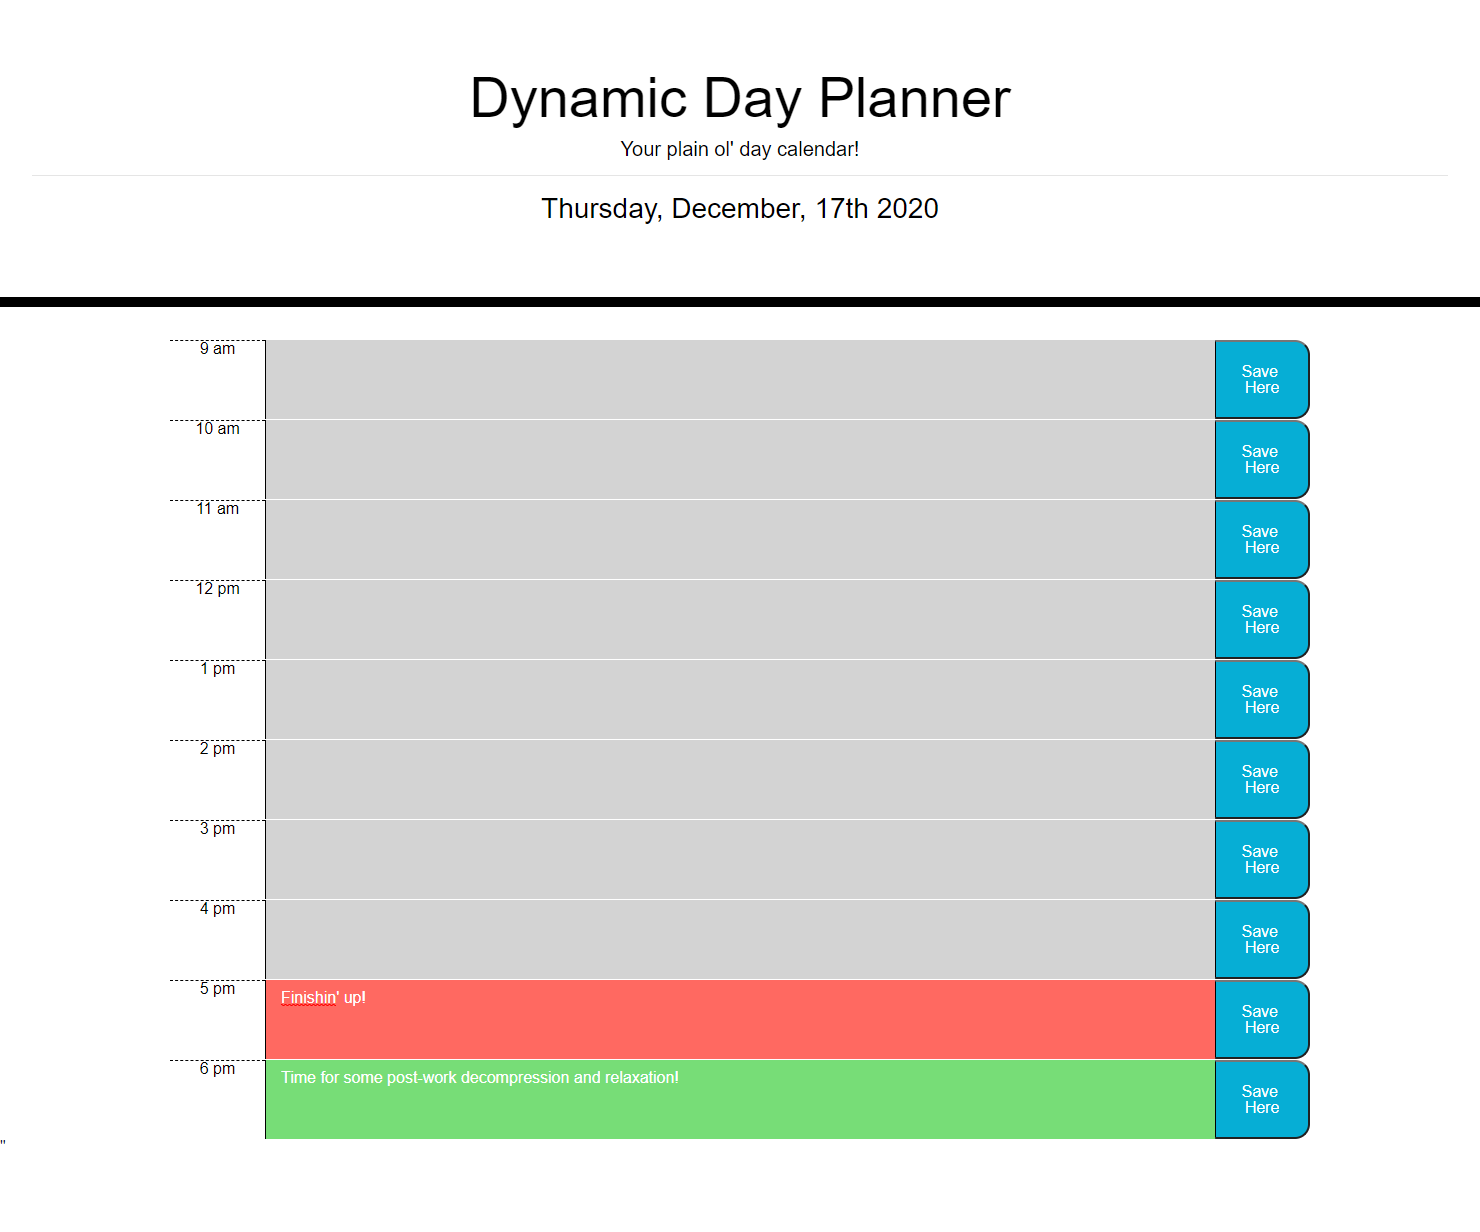 Dynamic Day Planner
Your plain ol' day calendar!
Thursday, December, 17th 2020
9 am
Save
Here
10 am
Save
Here
11 am
Save
Here
12 pm
Save
Here
1 pm
Save
Here
2 pm
Save
Here
3 pm
Save
Here
4 pm
Save
Here
5 pm
Finishin' up!
Save
Here
6 pm
Time for some post-work decompression and relaxation!
Save
Here
"